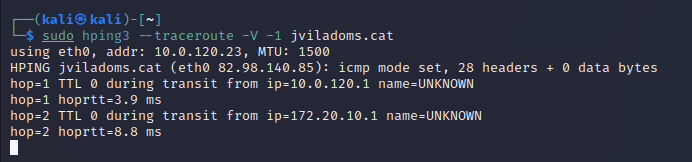 ┌──(kali㉿kali)-[~]
└─$ sudo hping3 --traceroute -V -1 jviladoms.cat
using eth0, addr: 10.0.120.23, MTU: 1500
HPING jviladoms.cat (eth0 82.98.140.85): icmp mode set, 28 headers + 0 data bytes
hop=1 TTL 0 during transit from ip=10.0.120.1 name=UNKNOWN
hop=1 hoprtt=3.9 ms
hop=2 TTL 0 during transit from ip=172.20.10.1 name=UNKNOWN
hop=2 hoprtt=8.8 ms